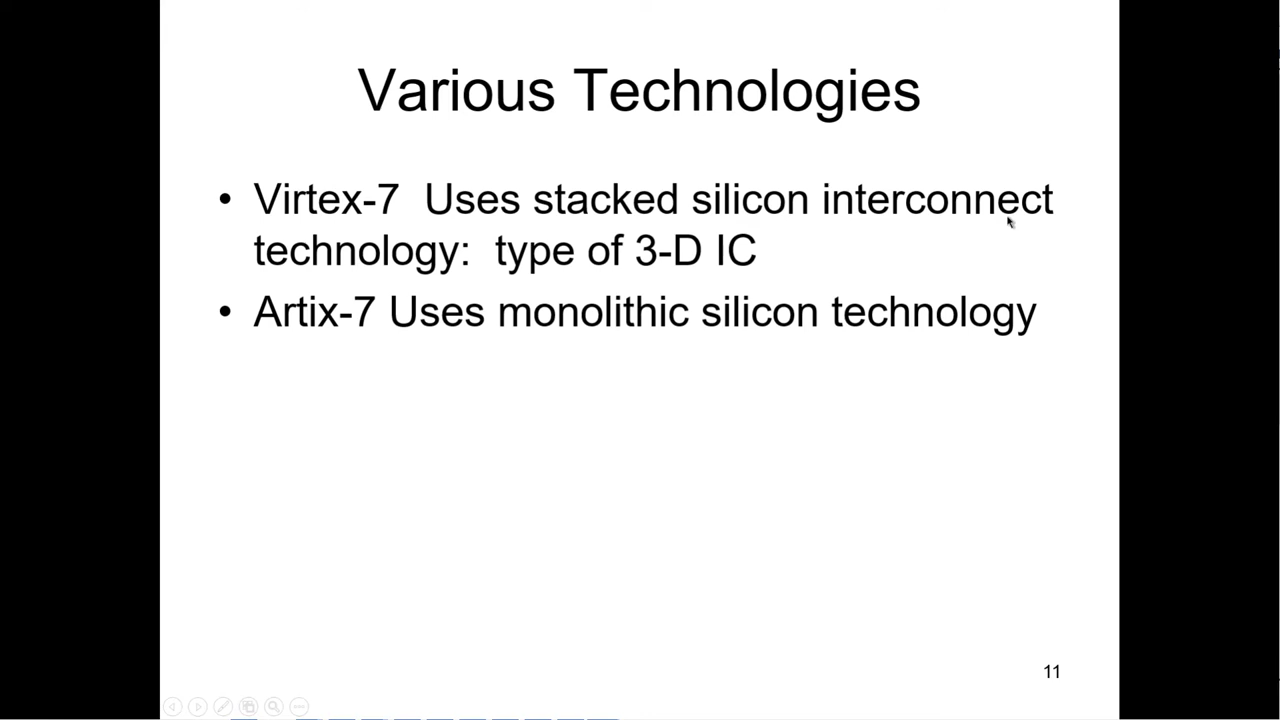 Various Technologies
• Virtex-7  Uses stacked silicon interconnect
technology:  type of 3-D IC
• Artix-7 Uses monolithic silicon technology
11